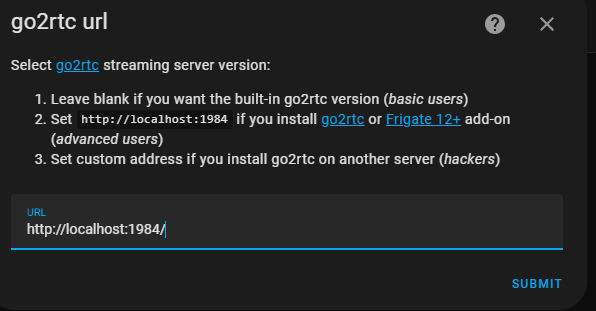 go2rtc url
Select go2rtc streaming server version:
1. Leave blank if you want the built-in go2rtc version (basic users)
2. Set http://localhost:1984 if you install go2rtc or Frigate 12+ add-on
(advanced users)
3. Set custom address if you install go2rtc on another server (hackers)
URL
http://localhost:1984/
SUBMIT